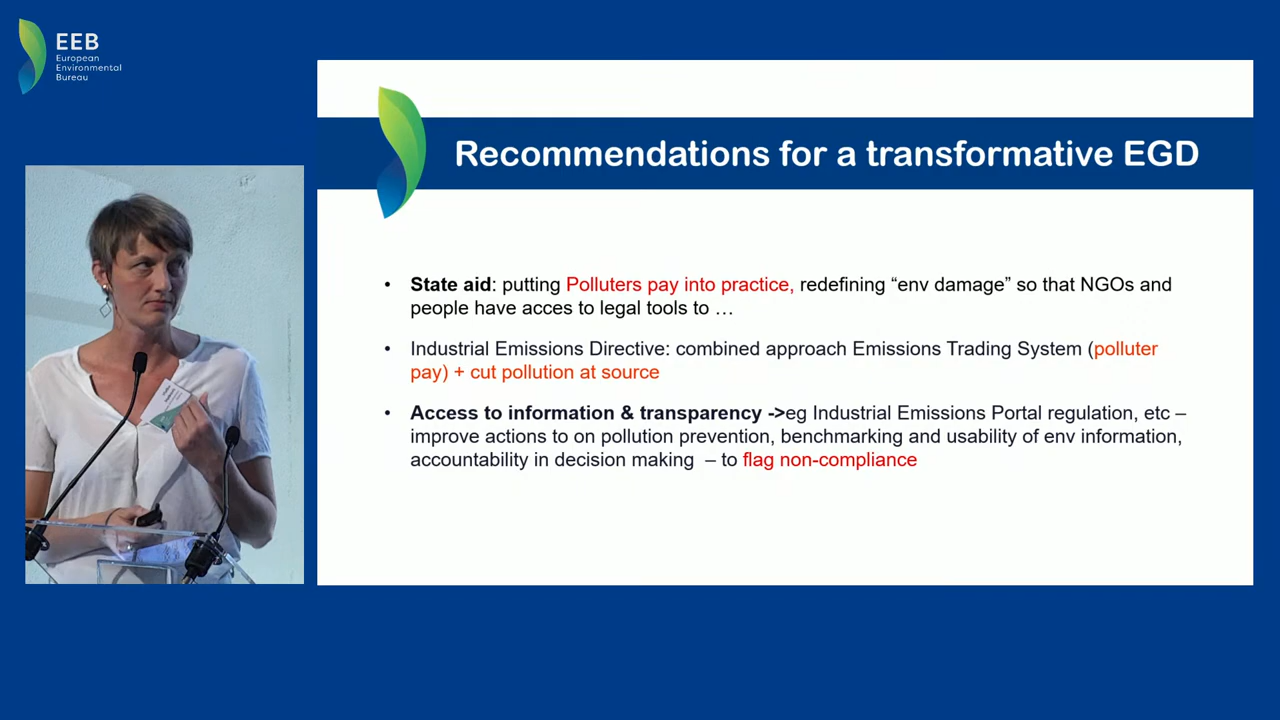 EEB
European
Environmental
Bureau
Recommendations for a transformative EGD
• State aid: putting Polluters pay into practice, redefining “env damage” so that NGOs and
people have acces to legal tools to …
• Industrial Emissions Directive: combined approach Emissions Trading System (polluter
pay) + cut pollution at source
• Access to information & transparency ->eg Industrial Emissions Portal regulation, etc –
improve actions to on pollution prevention, benchmarking and usability of env information,
accountability in decision making – to flag non-compliance